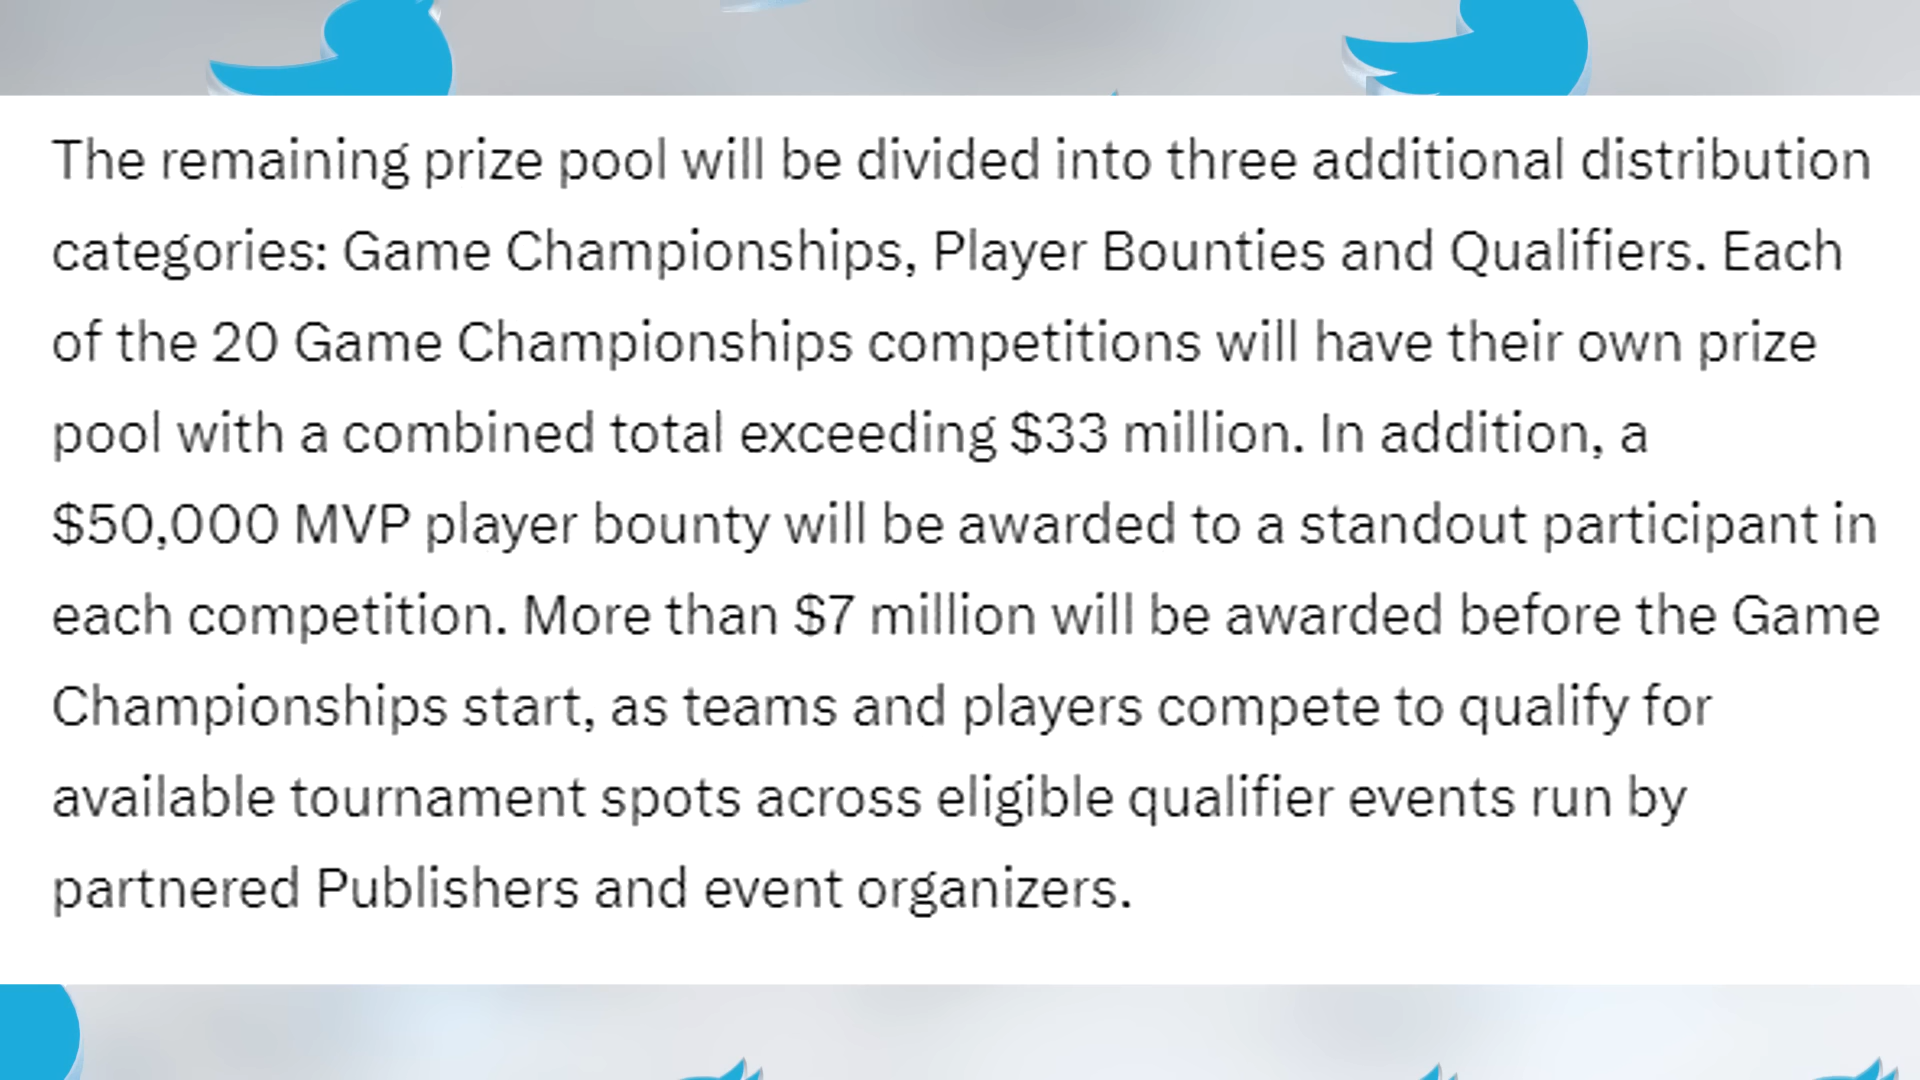 The remaining prize pool will be divided into three additional distribution
categories: Game Championships, Player Bounties and Qualifiers. Each
of the 20 Game Championships competitions will have their own prize
pool with a combined total exceeding $33 million. In addition, a
$50,000 MVP player bounty will be awarded to a standout participant in
each competition. More than $7 million will be awarded before the Game
Championships start, as teams and players compete to qualify for
available tournament spots across eligible qualifier events run by
partnered Publishers and event organizers.